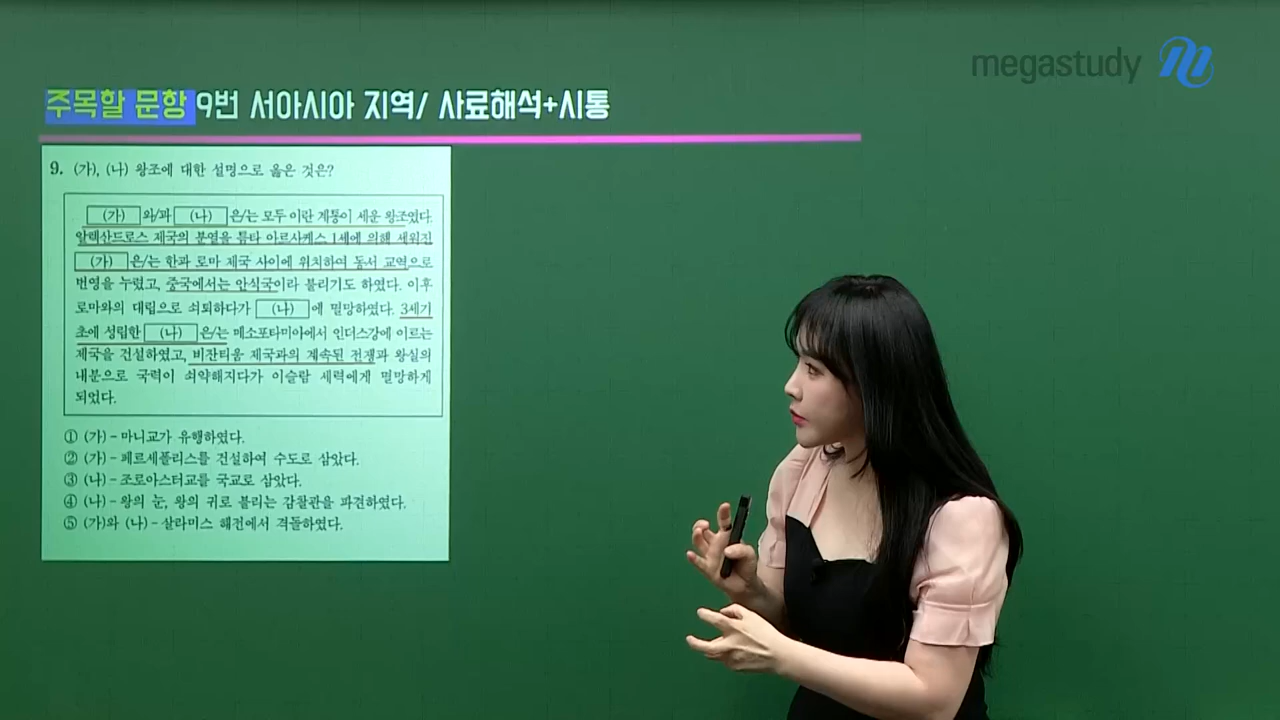 megastudy
주목할 문항 9번 서아시아 지역/ 사료해석+시통
9. (가), (나) 왕조에 대한 설명으로 옳은 것은?
(가) 와/과 (나) 은/는 모두 이란 계통이 세운 왕조였다.
알렉산드로스 제국의 분열을 틈타 아르사케스 1세에 의해 세워진
(가) 은/는 한과 로마 제국 사이에 위치하여 동서 교역으로
번영을 누렸고, 중국에서는 안식국이라 불리기도 하였다. 이후
로마와의 대립으로 쇠퇴하다가 (나) 에 멸망하였다. 3세기
초에 성립한 (나) 은/는 메소포타미아에서 인더스강에 이르는
제국을 건설하였고, 비잔티움 제국과의 계속된 전쟁과 왕실의
내분으로 국력이 쇠약해지다가 이슬람 세력에게 멸망하게
되었다.
① (가) - 마니교가 유행하였다.
② (가) - 페르세폴리스를 건설하여 수도로 삼았다.
③ (나) - 조로아스터교를 국교로 삼았다.
④ (나) - 왕의 눈, 왕의 귀로 불리는 감찰관을 파견하였다.
⑤ (가)와 (나) - 살라미스 해전에서 격돌하였다.